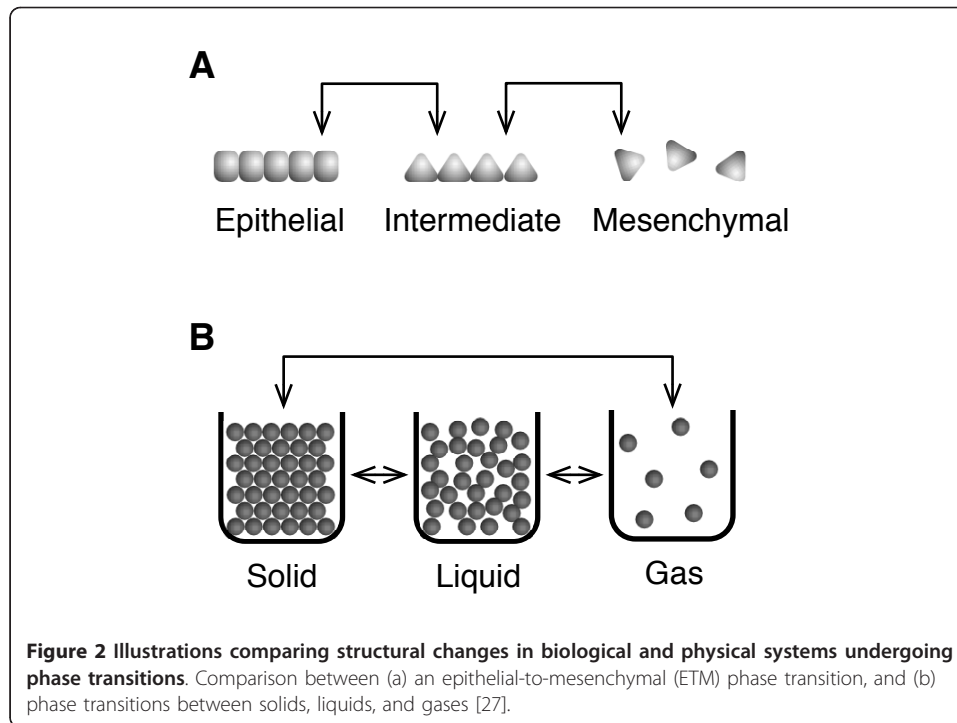 A
Epithelial Intermediate Mesenchymal
B
Solid Liquid Gas
Figure 2 Illustrations comparing structural changes in biological and physical systems undergoing
phase transitions. Comparison between (a) an epithelial-to-mesenchymal (ETM) phase transition, and (b)
phase transitions between solids, liquids, and gases [27].